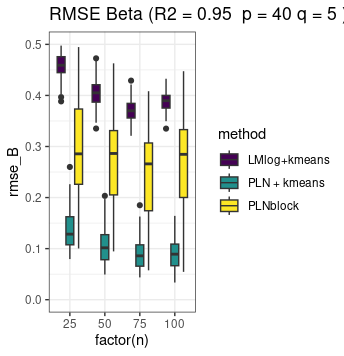 RMSE Beta (R2 = 0.95 p = 40 q = 5 )
0.5
0.4
0.3
0.2
0.1
0.0
rmse_B
25
50
75
100
factor(n)
method
LMlog+kmeans
PLN + kmeans
PLNblock